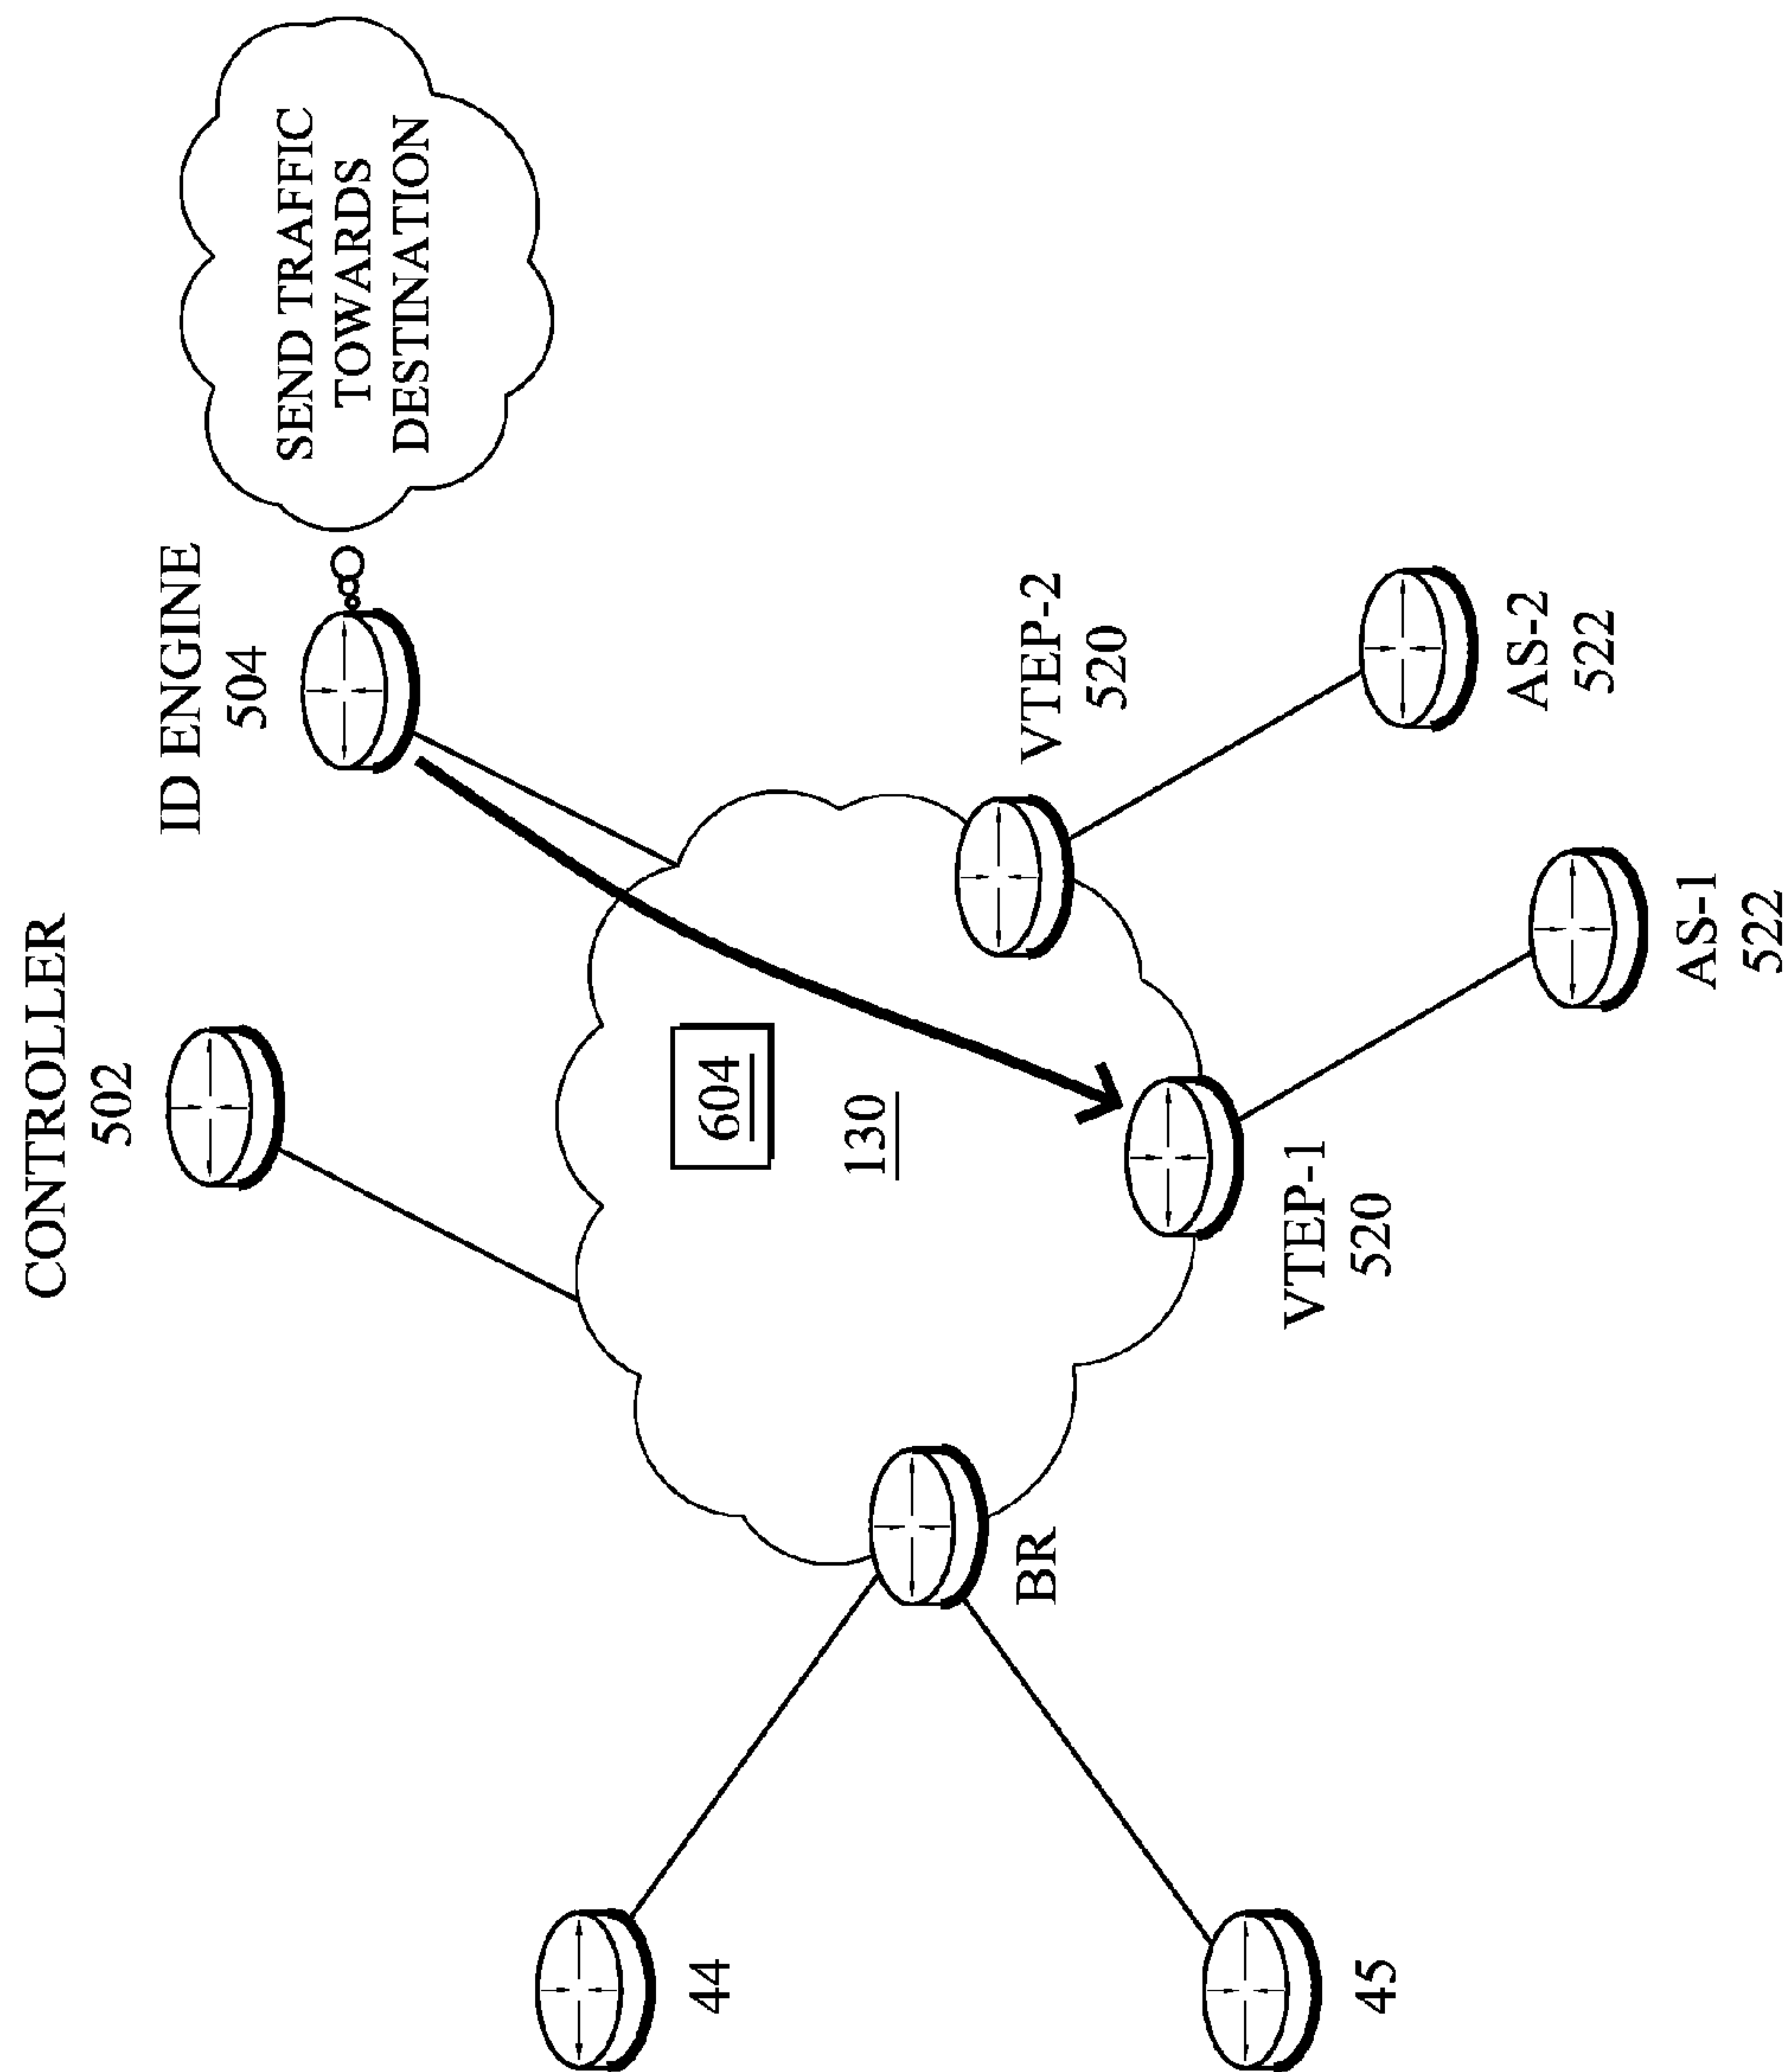 CONTROLLER
502
ID ENGINE
504
SEND TRAFFIC
TOWARDS
DESTINATION
44
604
130
BR
VTEP-2
520
45
VTEP-1
520
AS-2
522
AS-1
522